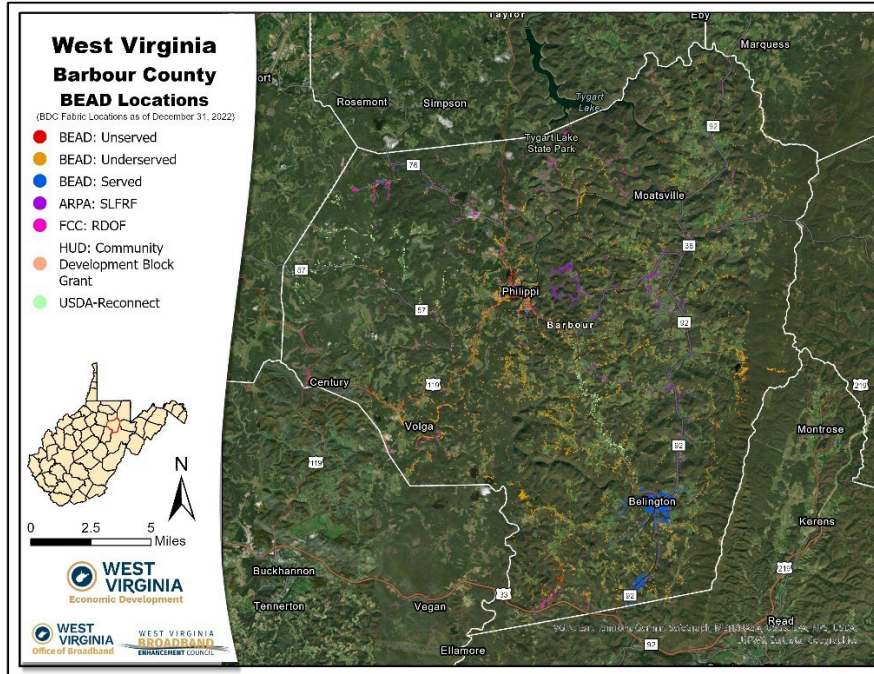 West Virginia
Barbour County
BEAD Locations
(BDC Fabric Locations as of December 31, 2022)
BEAD: Unserved
BEAD: Underserved
BEAD: Served
ARPA: SLFRF
FCC: RDOF
HUD: Community
Development Block
Grant
USDA-Reconnect
N
0 2.5 5
Miles
WEST
VIRGINIA
Economic Development
WEST
VIRGINIA
Office of Broadband
WEST VIRGINIA
BROADBAND
ENHANCEMENT COUNCIL
Taylor
Eby
Marquess
Rosemont
Simpson
Tygart
Lake
92
Tygart Lake
State Park
76
Moatsville
38
57
Philippi
57
92
Barbour
Century
119
219
Volga
Montrose
92
119
Belington
Kerens
Buckhannon
219
33
92
Tennerton
Vegan
Read
92
Ellamore